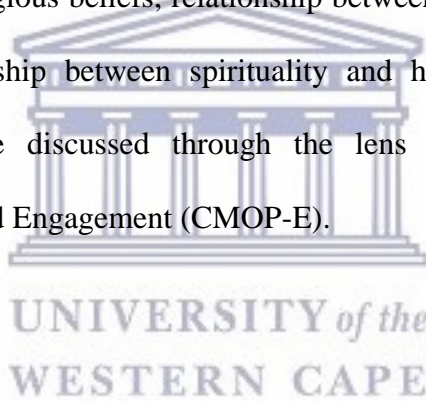 gious beliefs, relationship between
ship between spirituality and h
e discussed through the lens
d Engagement (CMOP-E).
UNIVERSITY of the
WESTERN CAPE